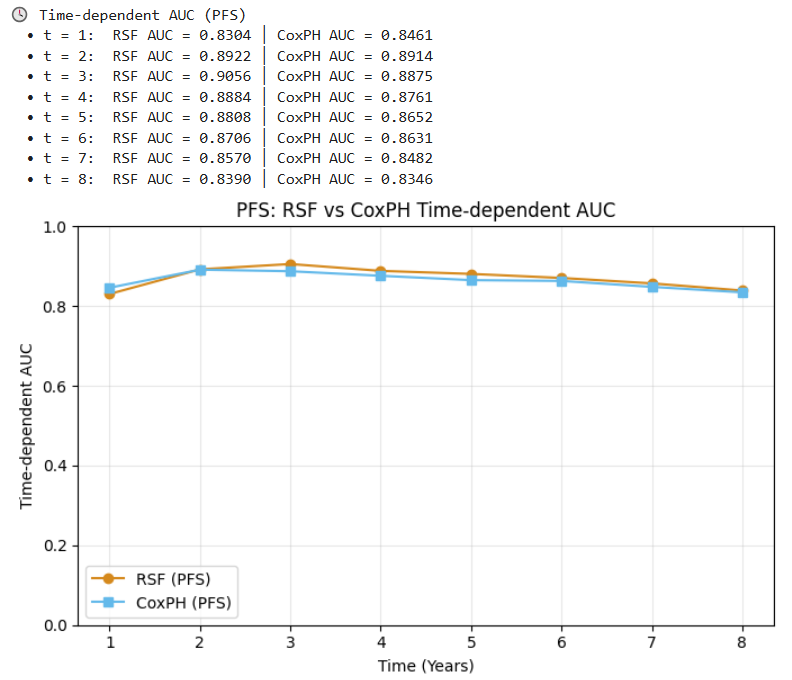 🕓 Time-dependent AUC (PFS)
• t = 1: RSF AUC = 0.8304 | CoxPH AUC = 0.8461
• t = 2: RSF AUC = 0.8922 | CoxPH AUC = 0.8914
• t = 3: RSF AUC = 0.9056 | CoxPH AUC = 0.8875
• t = 4: RSF AUC = 0.8884 | CoxPH AUC = 0.8761
• t = 5: RSF AUC = 0.8808 | CoxPH AUC = 0.8652
• t = 6: RSF AUC = 0.8706 | CoxPH AUC = 0.8631
• t = 7: RSF AUC = 0.8570 | CoxPH AUC = 0.8482
• t = 8: RSF AUC = 0.8390 | CoxPH AUC = 0.8346
PFS: RSF vs CoxPH Time-dependent AUC
Time-dependent AUC
1.0
0.8
0.6
0.4
0.2
0.0
RSF (PFS)
CoxPH (PFS)
1 2 3 4 5 6 7 8
Time (Years)